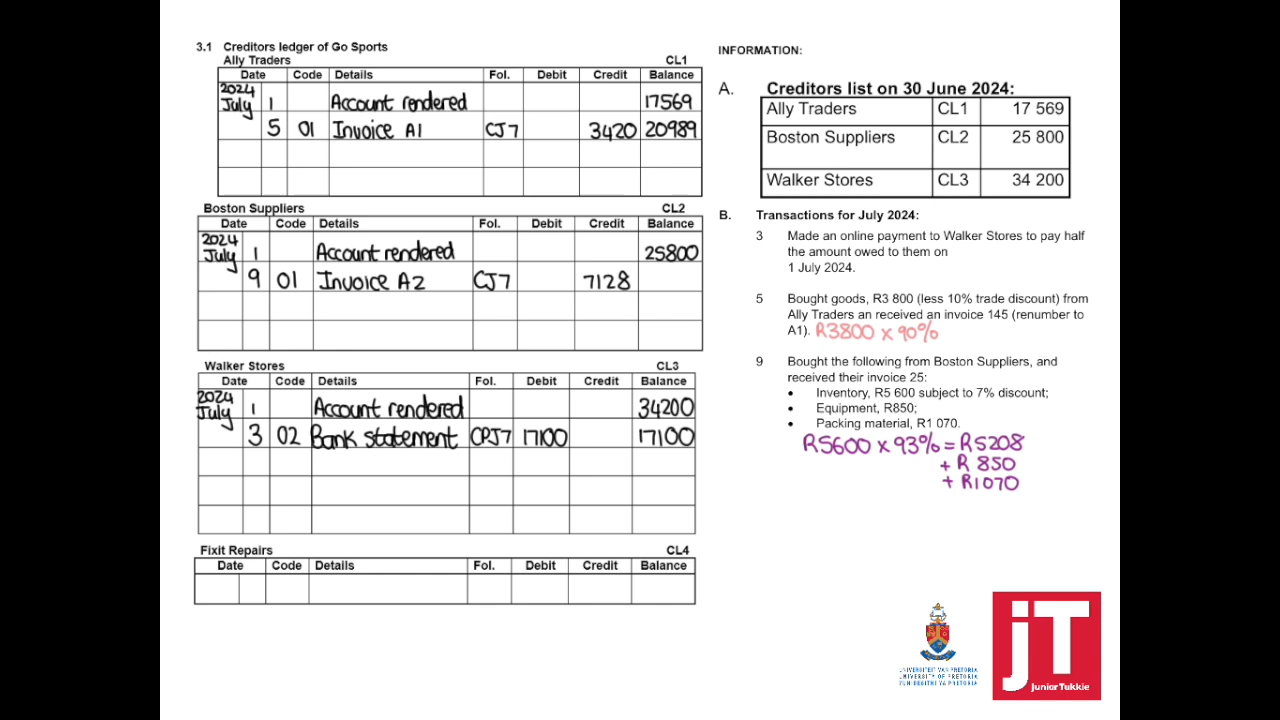 3.1 Creditors ledger of Go Sports
Ally Traders CL1
Date Code Details Fol. Debit Credit Balance
2024 July 1 Account rendered 17569
5 01 Invoice A1 CJ7 3420 20989
Boston Suppliers CL2
Date Code Details Fol. Debit Credit Balance
2024 July 1 Account rendered 25800
9 01 Invoice A2 CJ7 7128
Walker Stores CL3
Date Code Details Fol. Debit Credit Balance
2024 July 1 Account rendered 34200
3 02 Bank statement CPJ7 17100 17100
Fixit Repairs CL4
Date Code Details Fol. Debit Credit Balance
INFORMATION:
A. Creditors list on 30 June 2024:
Ally Traders CL1 17 569
Boston Suppliers CL2 25 800
Walker Stores CL3 34 200
B. Transactions for July 2024:
3 Made an online payment to Walker Stores to pay half
the amount owed to them on
1 July 2024.
5 Bought goods, R3 800 (less 10% trade discount) from
Ally Traders an received an invoice 145 (renumber to
A1). R3800 x 90%
9 Bought the following from Boston Suppliers, and
received their invoice 25:
• Inventory, R5 600 subject to 7% discount;
• Equipment, R850;
• Packing material, R1 070.
R5600 x 93% = R5208
+ R 850
+ R1070
UNIVERSITEIT VAN PRETORIA
UNIVERSITY OF PRETORIA
YUNIBESITHI YA PRETORIA
jT
JuniorTukkie